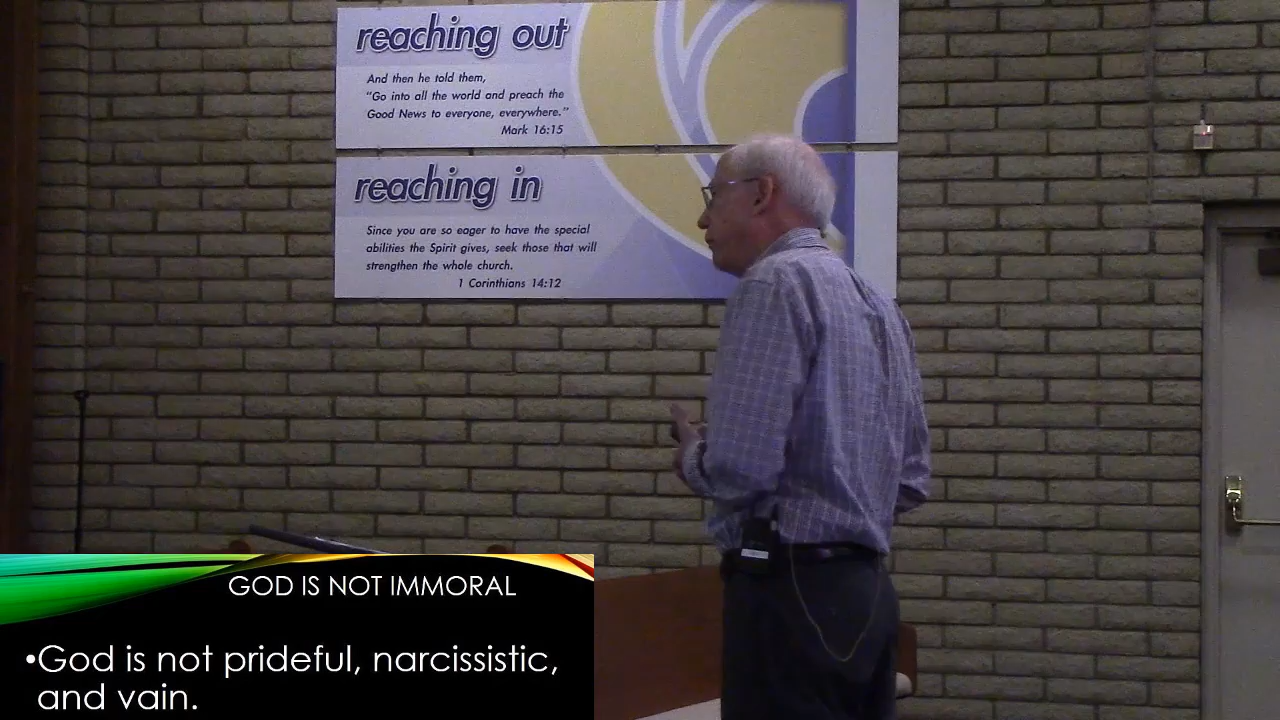 reaching out
And then he told them,
"Go into all the world and preach the
Good News to everyone, everywhere."
Mark 16:15
reaching in
Since you are so eager to have the special
abilities the Spirit gives, seek those that will
strengthen the whole church.
1 Corinthians 14:12
GOD IS NOT IMMORAL
•God is not prideful, narcissistic,
and vain.